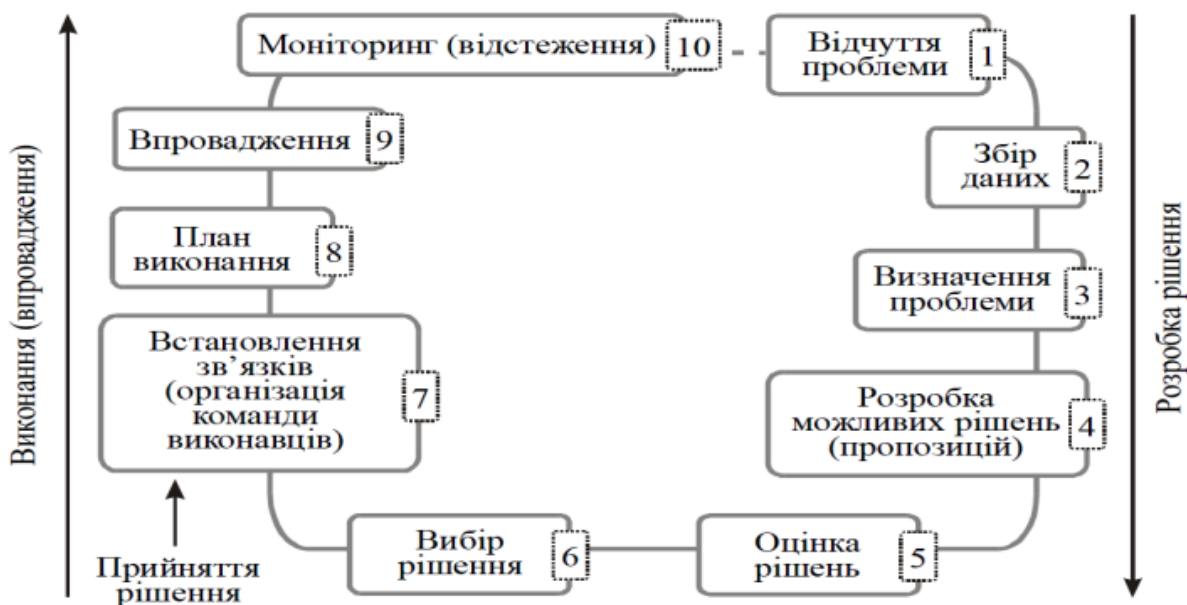 Моніторинг (відстеження)
10
Відчуття
проблеми
1
Впровадження
9
Збір
даних
2
План
виконання
8
Визначення
проблеми
3
Встановлення
зв’язків
(організація
команди
виконавців)
7
Розробка
можливих рішень
(пропозицій)
4
Вибір
рішення
6
Оцінка
рішень
5
Прийняття
рішення
Виконання (впровадження)
Розробка рішення